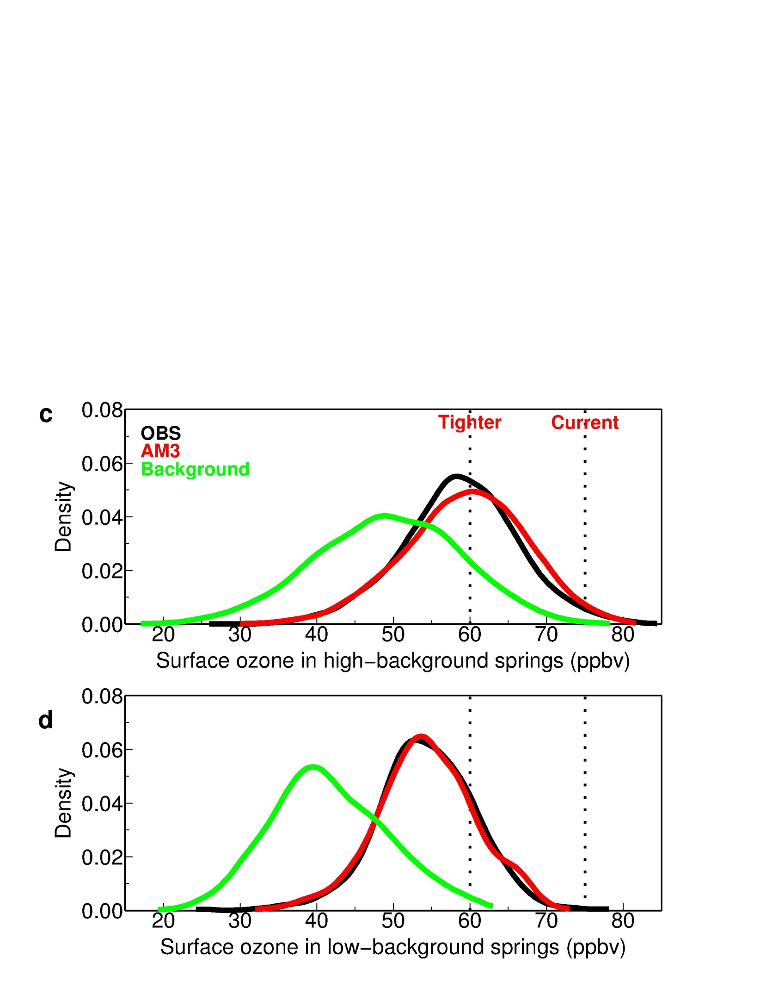 c
0.08
0.06
0.04
0.02
0.00
Density
OBS
AM3
Background
Tighter
Current
20 30 40 50 60 70 80
Surface ozone in high−background springs (ppbv)
d
0.08
0.06
0.04
0.02
0.00
Density
20 30 40 50 60 70 80
Surface ozone in low−background springs (ppbv)